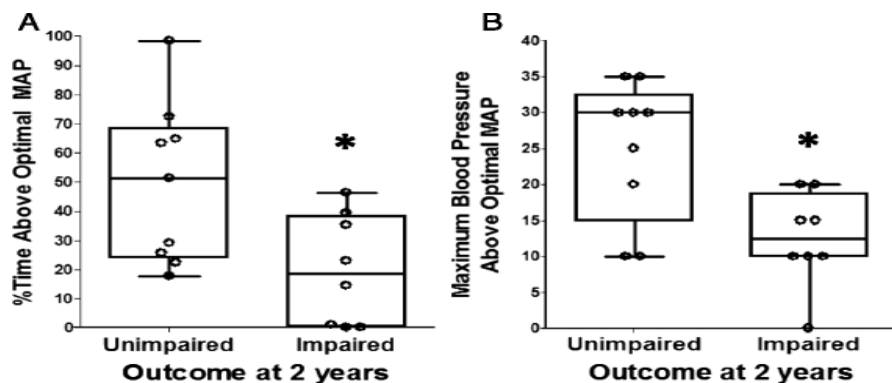 A
%Time Above Optimal MAP
100
90
80
70
60
50
40
30
20
10
0
*
Unimpaired Impaired
Outcome at 2 years
B
Maximum Blood Pressure
Above Optimal MAP
40
35
30
25
20
15
10
5
0
*
Unimpaired Impaired
Outcome at 2 years